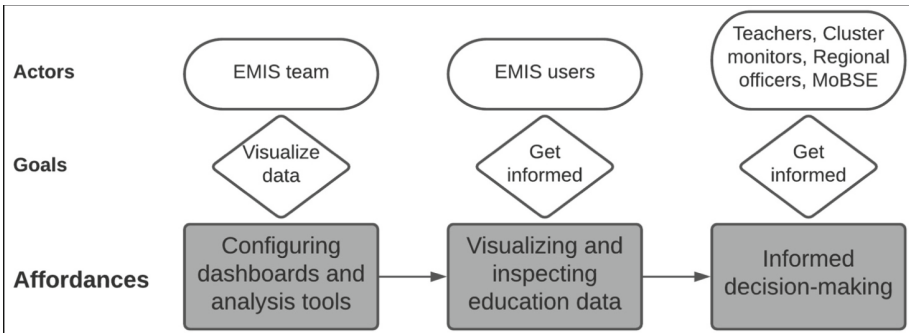 Actors
EMIS team
EMIS users
Teachers, Cluster
monitors, Regional
officers, MoBSE
Goals
Visualize
data
Get
informed
Get
informed
Affordances
Configuring
dashboards and
analysis tools
Visualizing and
inspecting
education data
Informed
decision-making